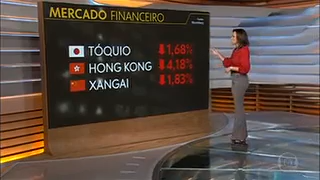 MERCADO FINANCEIRO
TÓQUIO 1,68%
HONG KONG 4,18%
XANGAI 1,83%